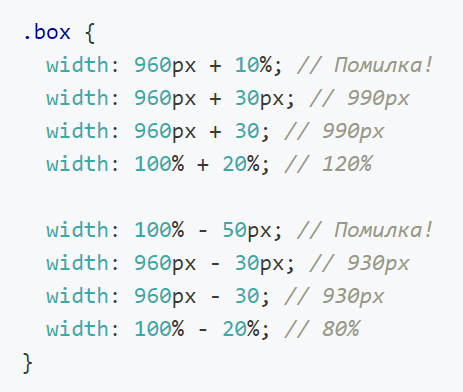 .box {
  width: 960px + 10%; // Помилка!
  width: 960px + 30px; // 990px
  width: 960px + 30; // 990px
  width: 100% + 20%; // 120%

  width: 100% - 50px; // Помилка!
  width: 960px - 30px; // 930px
  width: 960px - 30; // 930px
  width: 100% - 20%; // 80%
}